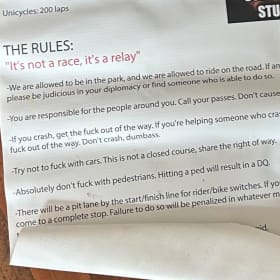 Unicycles: 200 laps
STU
THE RULES:
"It's not a race, it's a relay"
-We are allowed to be in the park, and we are allowed to ride on the road. If an
please be judicious in your diplomacy or find someone who is able to do so.
-You are responsible for the people around you. Call your passes. Don't cause
-If you crash, get the fuck out of the way. If you're helping someone who cra
fuck out of the way. Don't crash, dumbass.
-Try not to fuck with cars. This is not a closed course, share the right of way.
-Absolutely don't fuck with pedestrians. Hitting a ped will result in a DQ.
-There will be a pit lane by the start/finish line for rider/bike switches. If yo
come to a complete stop. Failure to do so will be penalized in whatever m